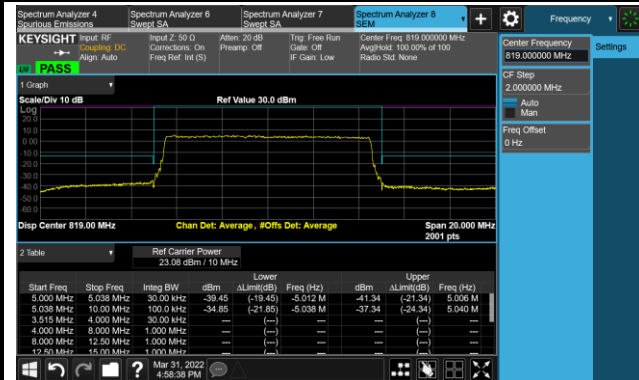 Spectrum Analyzer 4 Spectrum Analyzer 6 Spectrum Analyzer 7 Spectrum Analyzer 8 Frequency
Spurious Emissions Swept SA Swept SA SEM
KEYSIGHT Input: RF Input Z: 50 Ω Atten: 20 dB Trig: Free Run Center Freq: 819.000000 MHz
Coupling: DC Corrections: On Preamp: Off Gate: Off Avg|Hold: 100.00% of 100
Align: Auto Freq Ref: Int (S) IF Gain: Low Radio Std: None
PASS
Center Frequency Settings
819.000000 MHz
CF Step
2.000000 MHz
Auto
Man
Freq Offset
0 Hz
1 Graph
Scale/Div 10 dB Ref Value 30.0 dBm
Log
20.0
10.0
0.00
-10.0
-20.0
-30.0
-40.0
-50.0
-60.0
Disp Center 819.00 MHz Chan Det: Average, #Offs Det: Average Span 20.000 MHz
2001 pts
2 Table Ref Carrier Power
23.08 dBm / 10 MHz
Lower Upper
Start Freq Stop Freq Integ BW dBm ΔLimit(dB) Freq (Hz) dBm ΔLimit(dB) Freq (Hz)
5.000 MHz 5.038 MHz 30.00 kHz -39.45 (-19.45) -5.012 M -41.34 (-21.34) 5.006 M
5.038 MHz 10.00 MHz 100.0 kHz -34.85 (-21.85) -5.038 M -37.34 (-24.34) 5.040 M
3.515 MHz 4.000 MHz 30.00 kHz --- (---) --- (---)
4.000 MHz 8.000 MHz 1.000 MHz --- (---) --- (---)
8.000 MHz 12.50 MHz 1.000 MHz --- (---) --- (---)
12.50 MHz 15.00 MHz 1.000 MHz --- (---) --- (---)
? Mar 31, 2022
4:58:38 PM